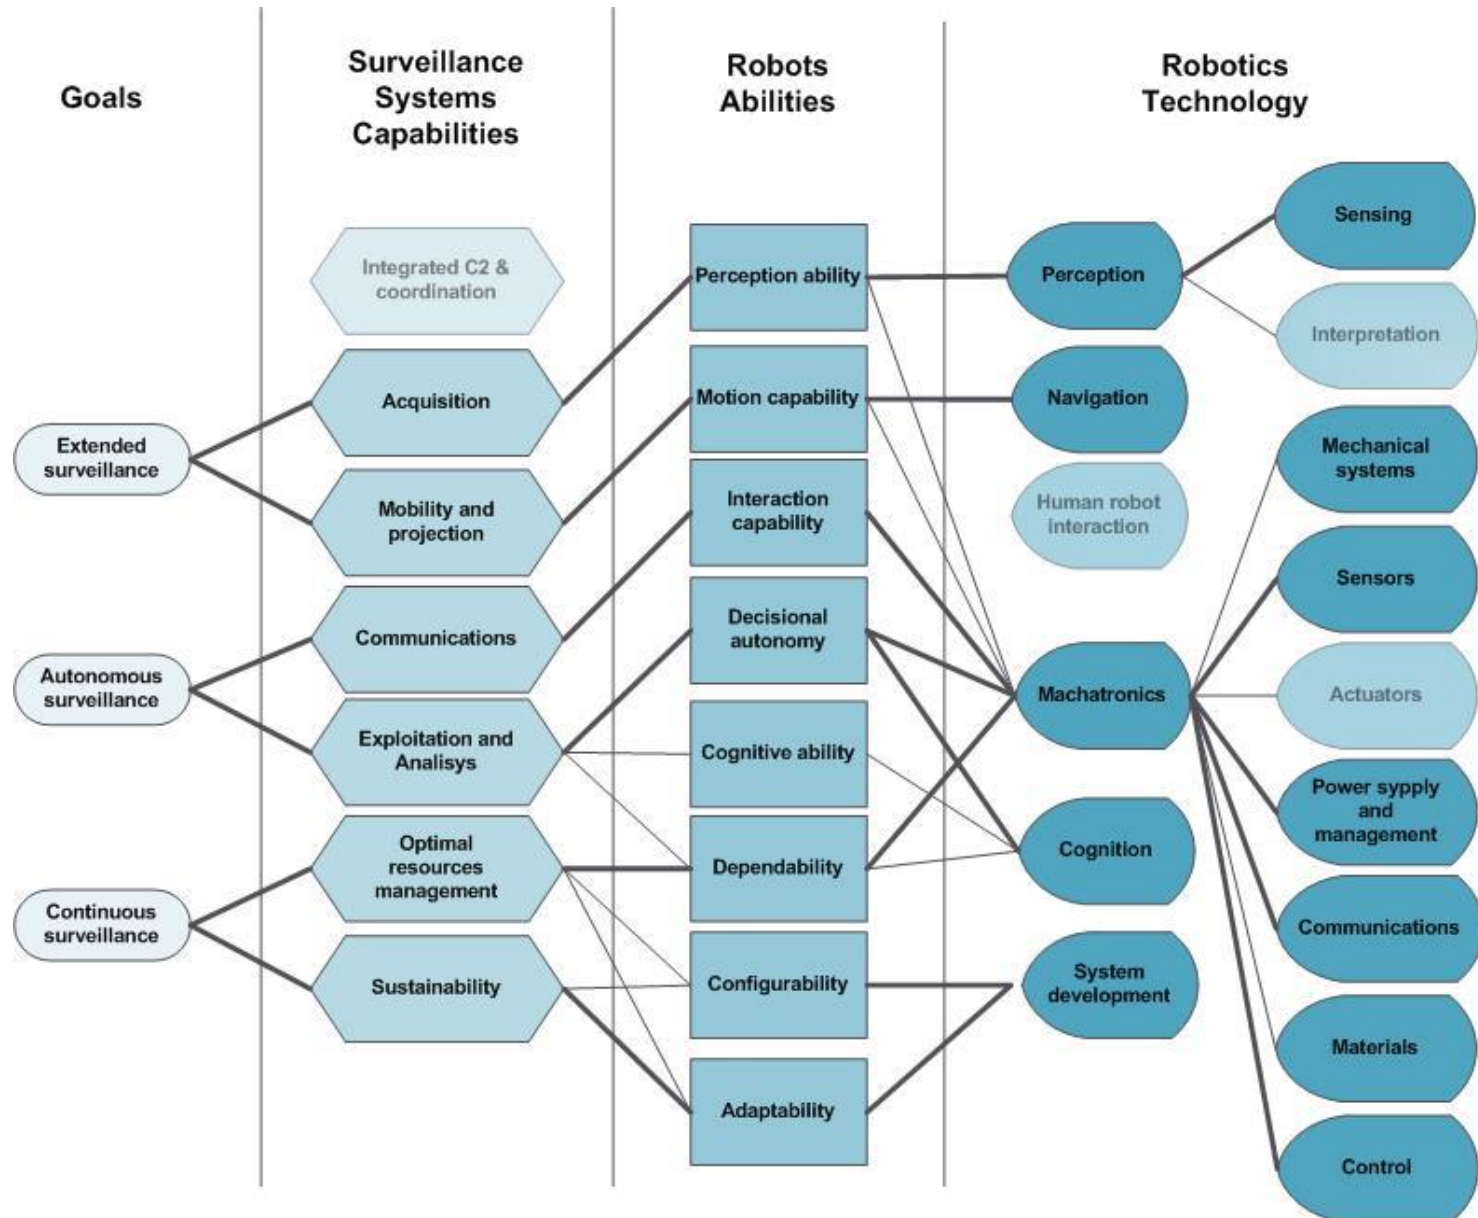 Goals
Surveillance
Systems
Capabilities
Robots
Abilities
Robotics
Technology
Extended
surveillance
Autonomous
surveillance
Continuous
surveillance
Integrated C2 &
coordination
Acquisition
Mobility and
projection
Communications
Exploitation and
Analisys
Optimal
resources
management
Sustainability
Perception ability
Motion capability
Interaction
capability
Decisional
autonomy
Cognitive ability
Dependability
Configurability
Adaptability
Perception
Navigation
Human robot
interaction
Machatronics
Cognition
System
development
Sensing
Interpretation
Mechanical
systems
Sensors
Actuators
Power sypply
and
management
Communications
Materials
Control